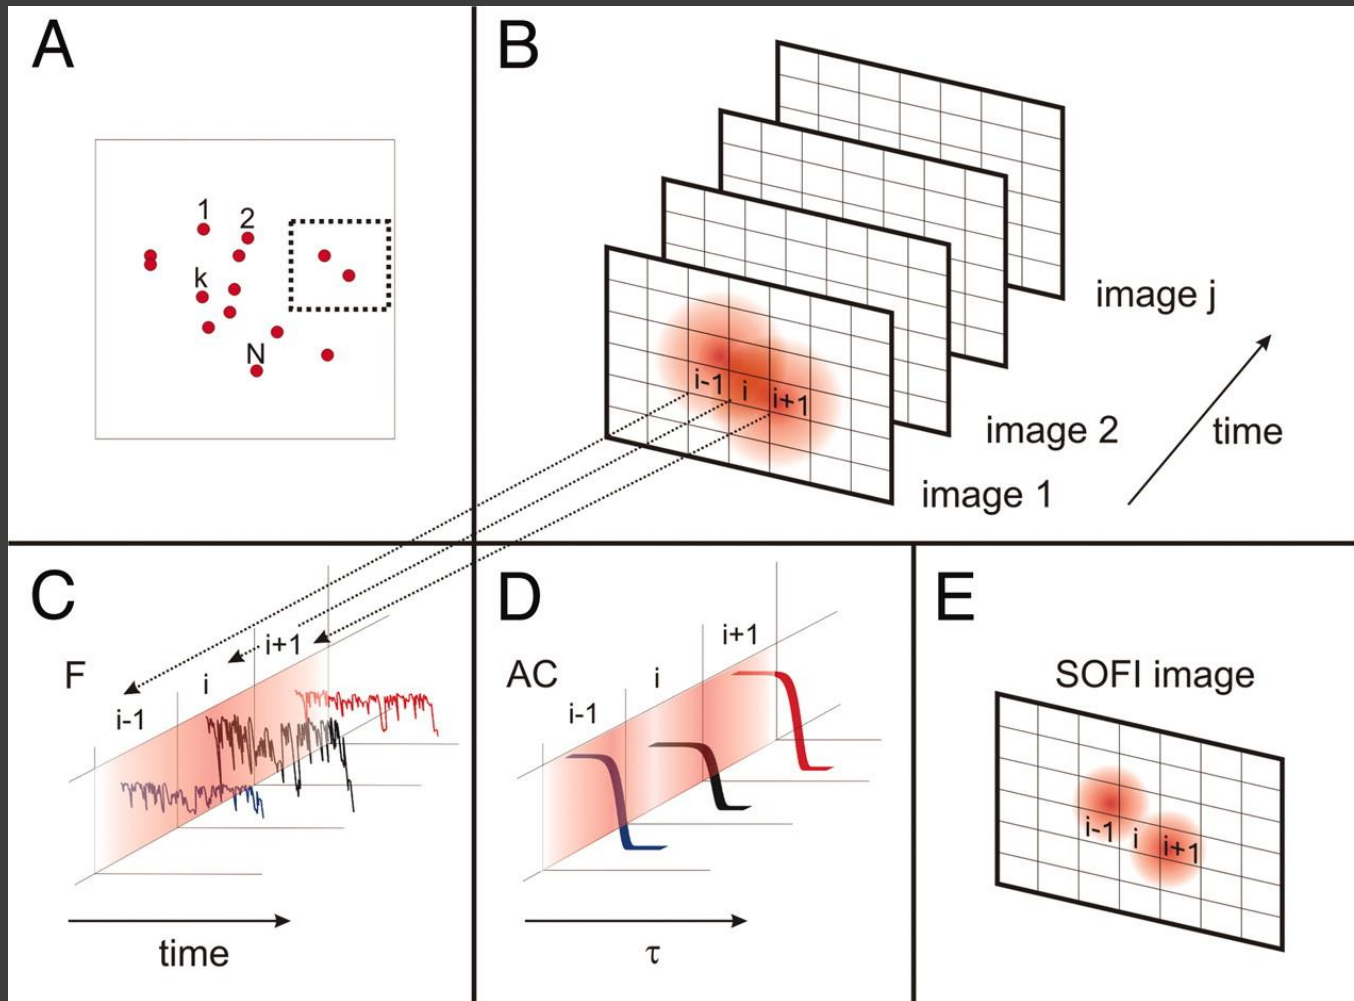 A
1
2
k
N
B
i-1
i
i+1
image j
image 2
image 1
time
C
F
i+1
i
i-1
time
D
AC
i+1
i
i-1
τ
E
SOFI image
i-1
i
i+1